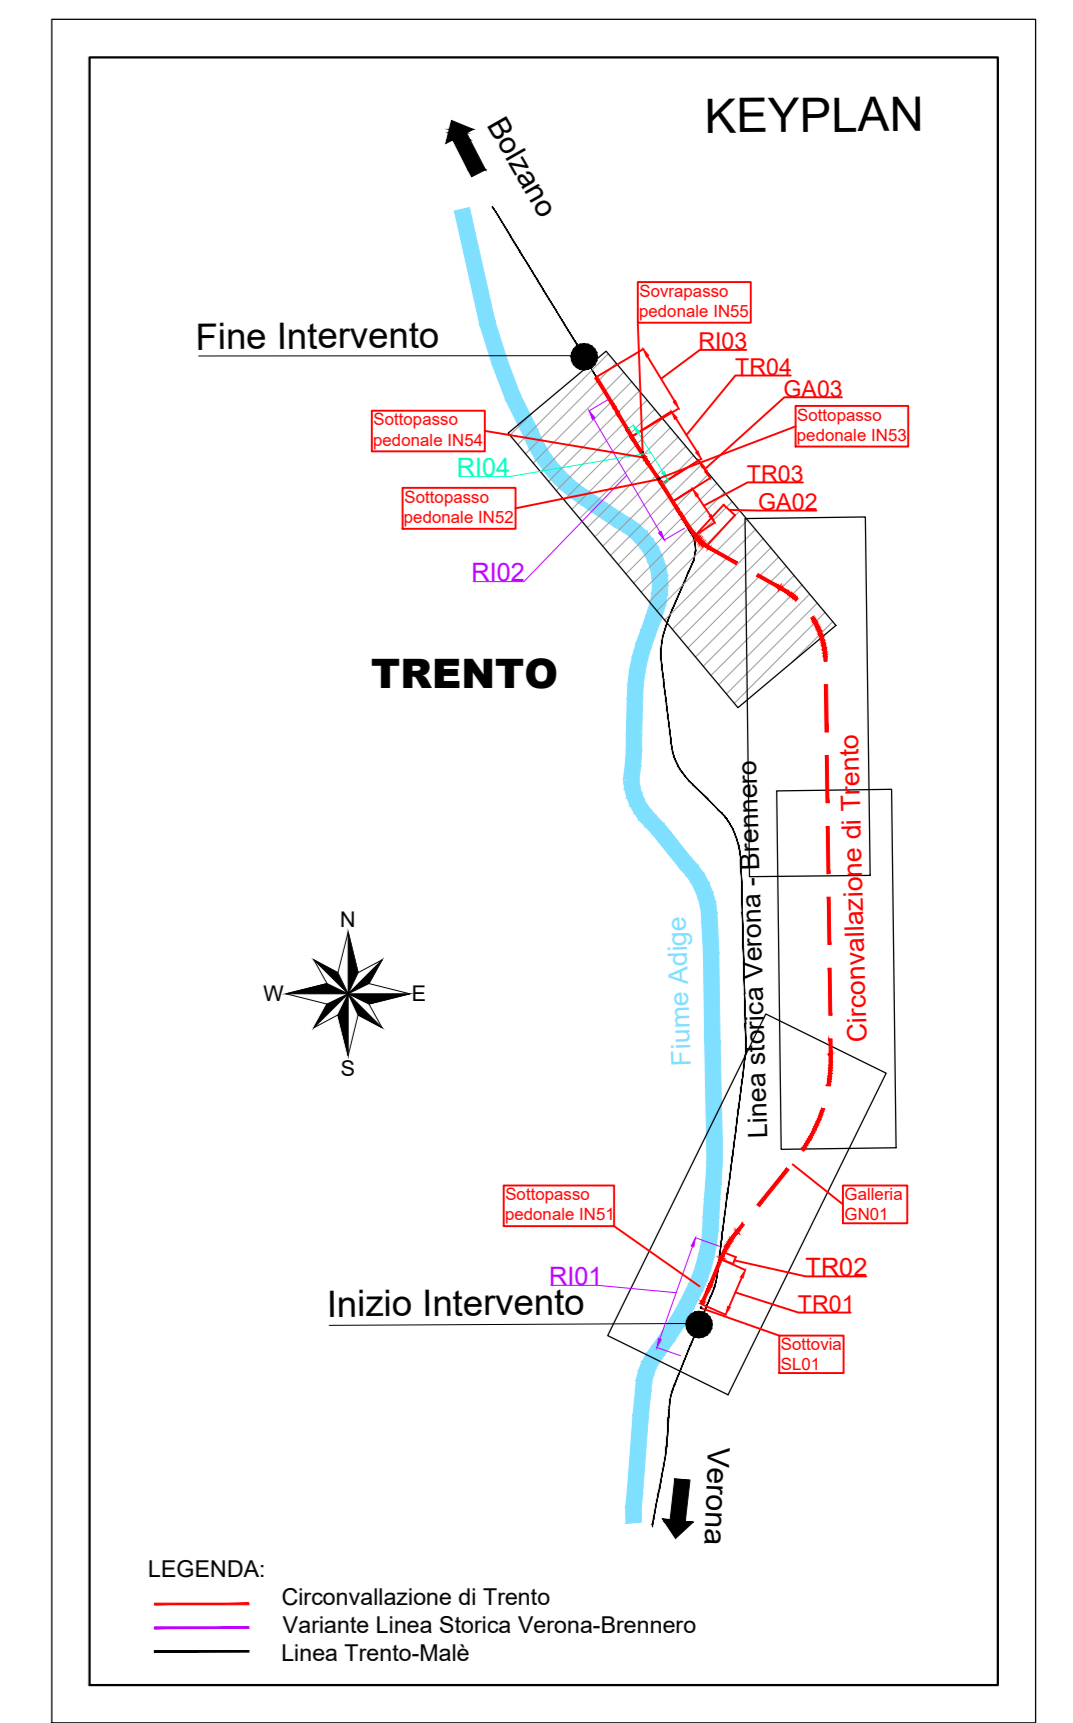 KEYPLAN
Bolzano
Sovrapasso
pedonale IN55
Fine Intervento
RI03
TR04
GA03
Sottopasso
pedonale IN54
Sottopasso
pedonale IN53
RI04
TR03
Sottopasso
pedonale IN52
GA02
RI02
TRENTO
Circonvallazione di Trento
Linea storica Verona - Brennero
Fiume Adige
N
W
E
S
Sottopasso
pedonale IN51
Galleria
GN01
RI01
TR02
Inizio Intervento
TR01
Sottovia
SL01
Verona
LEGENDA:
Circonvallazione di Trento
Variante Linea Storica Verona-Brennero
Linea Trento-Malè